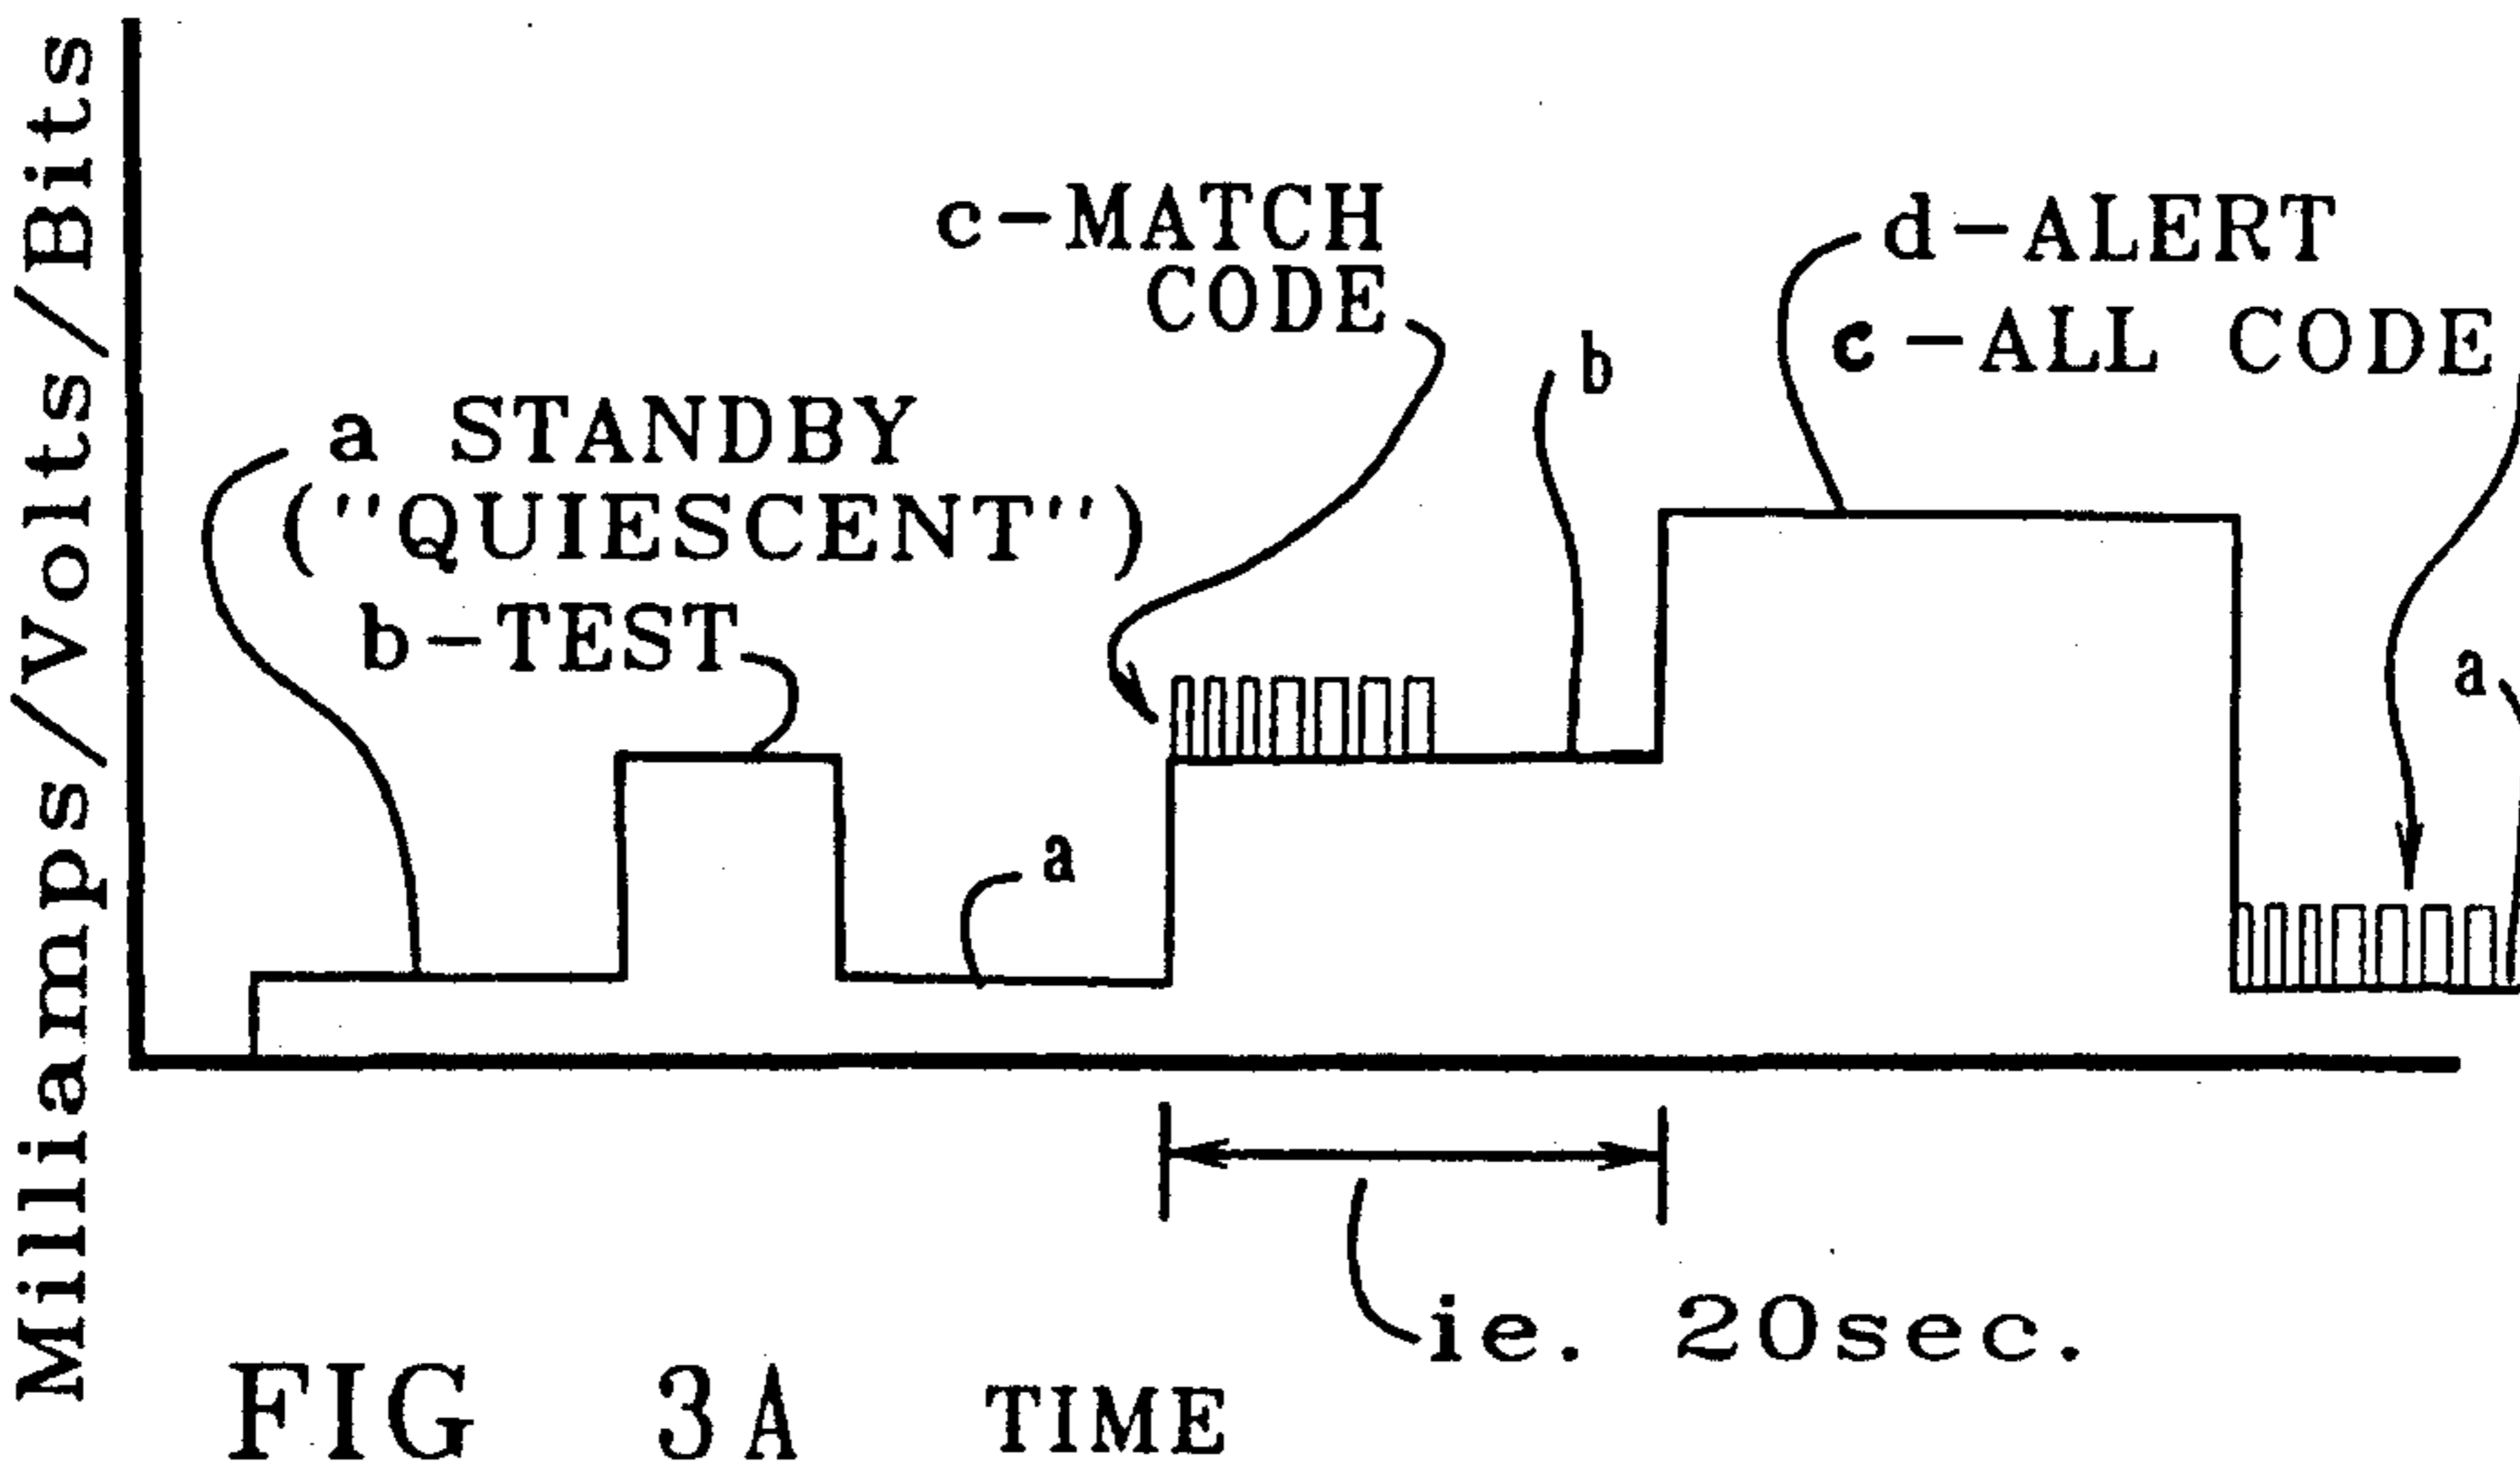 Milliamps/Volts/Bits
c-MATCH
CODE
d-ALERT
c-ALL CODE
b
a STANDBY
("QUIESCENT")
b-TEST
a
a
ie. 20sec.
FIG 3A
TIME